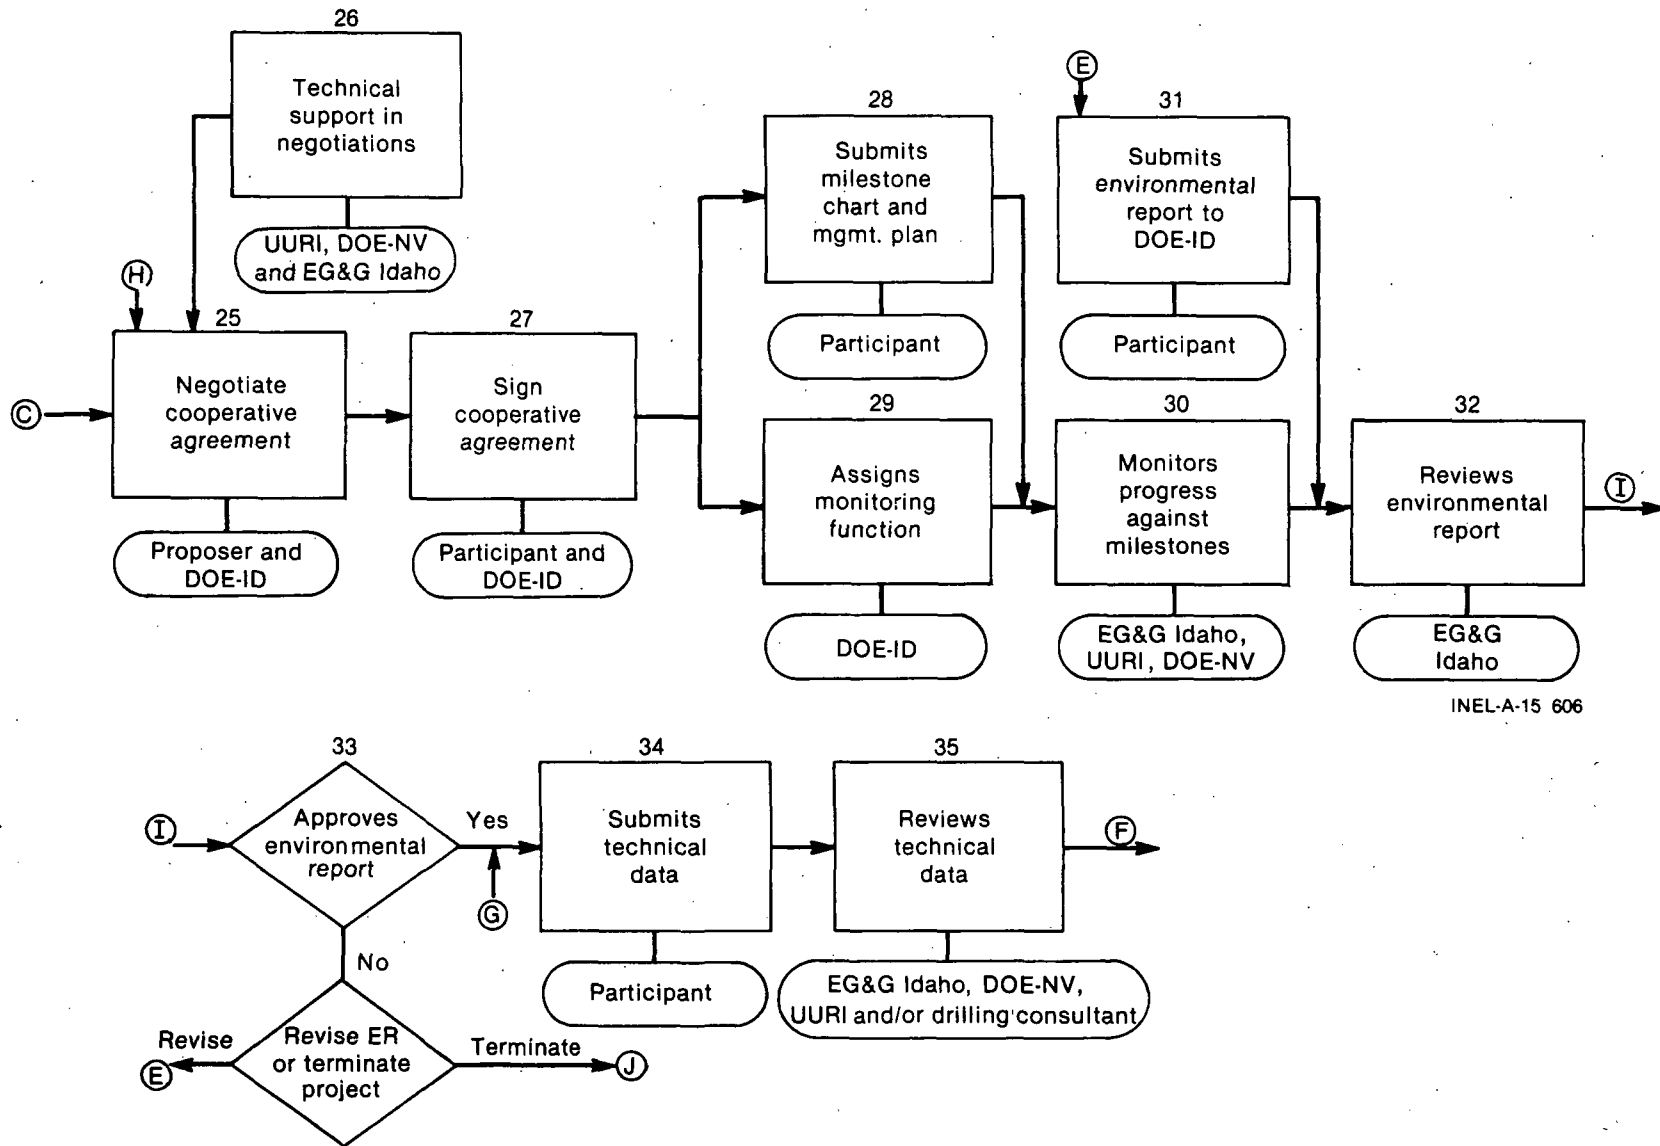 26
Technical
support in
negotiations
UURI, DOE-NV
and EG&G Idaho
H
C
25
Negotiate
cooperative
agreement
Proposer and
DOE-ID
27
Sign
cooperative
agreement
Participant and
DOE-ID
28
Submits
milestone
chart and
mgmt. plan
Participant
29
Assigns
monitoring
function
DOE-ID
E
31
Submits
environmental
report to
DOE-ID
Participant
30
Monitors
progress
against
milestones
EG&G Idaho,
UURI, DOE-NV
32
Reviews
environmental
report
EG&G
Idaho
I
INEL-A-15 606
I
33
Approves
environmental
report
Yes
G
No
Revise ER
or terminate
project
Revise
E
Terminate
J
34
Submits
technical
data
Participant
35
Reviews
technical
data
EG&G Idaho, DOE-NV,
UURI and/or drilling consultant
F